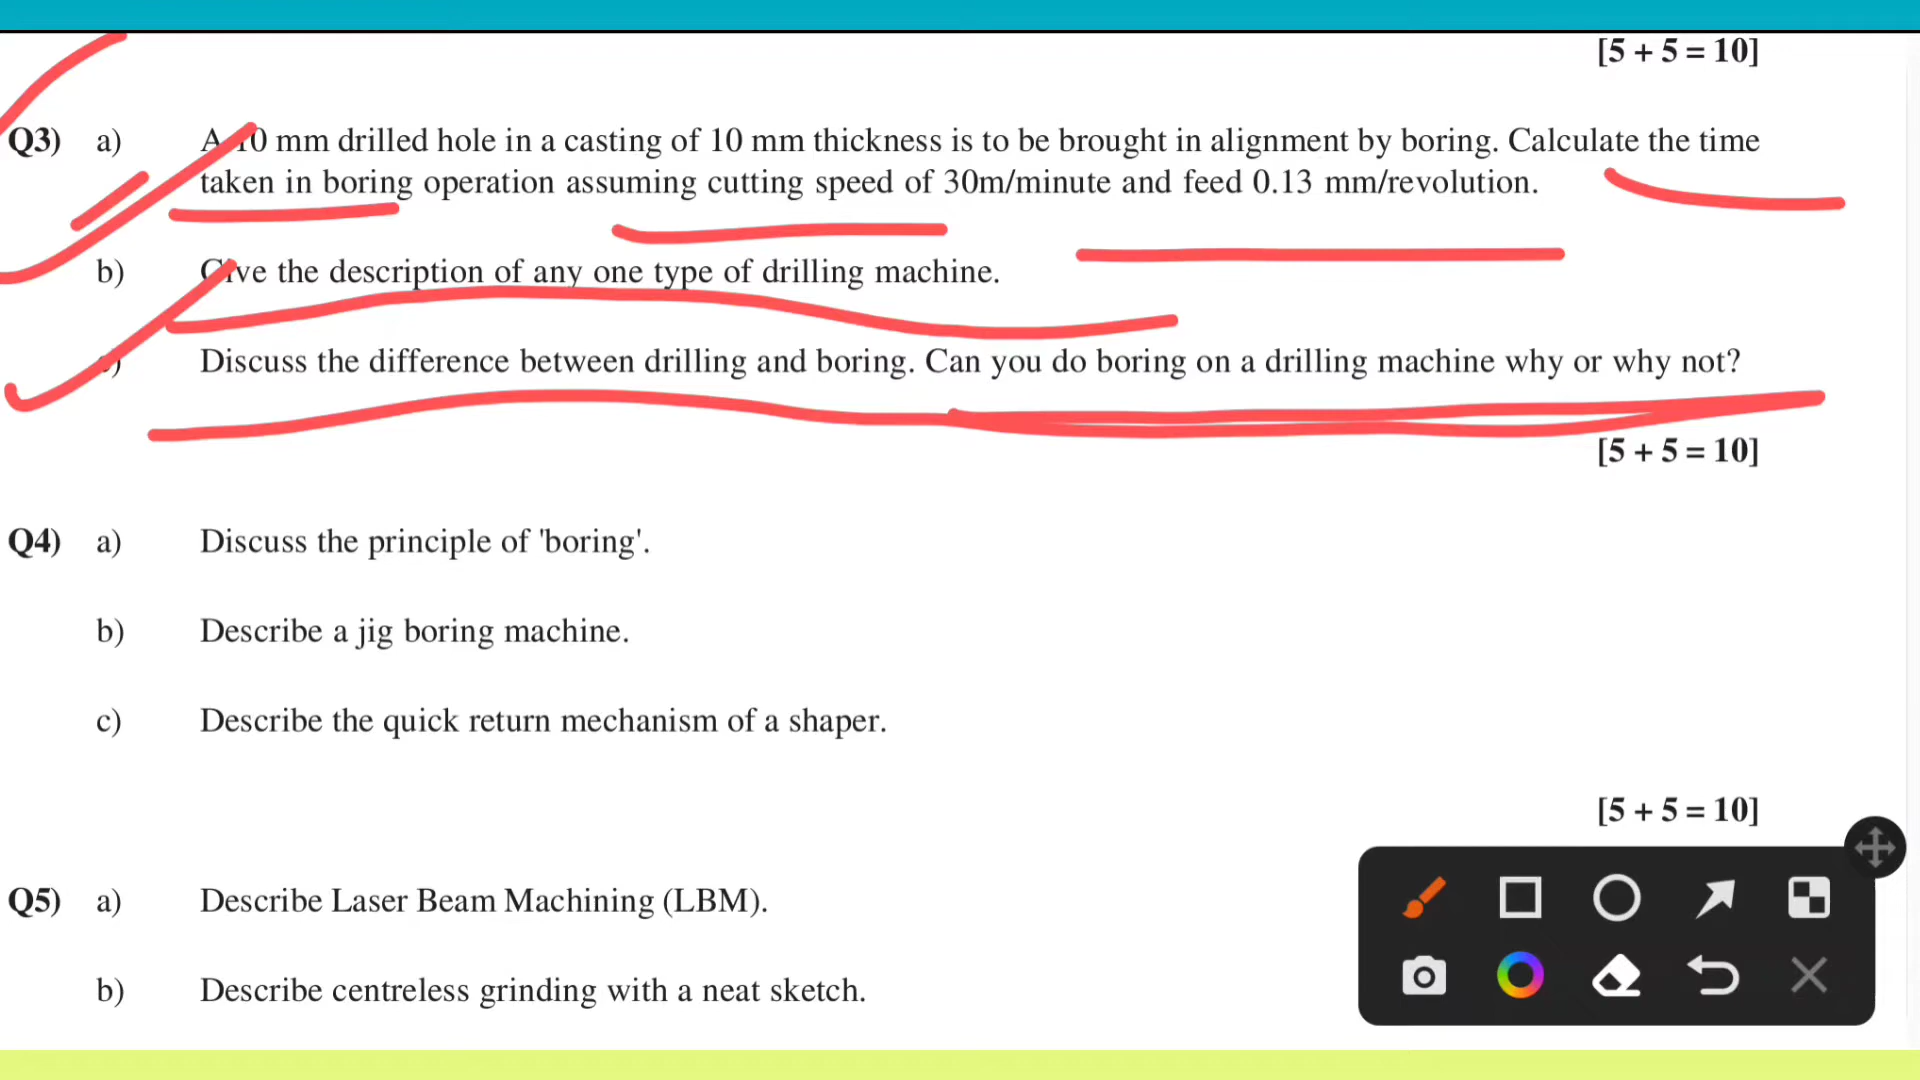 [5 + 5 = 10]
Q3) a) A 10 mm drilled hole in a casting of 10 mm thickness is to be brought in alignment by boring. Calculate the time
taken in boring operation assuming cutting speed of 30m/minute and feed 0.13 mm/revolution.
b) Give the description of any one type of drilling machine.
Discuss the difference between drilling and boring. Can you do boring on a drilling machine why or why not?
[5 + 5 = 10]
Q4) a) Discuss the principle of 'boring'.
b) Describe a jig boring machine.
c) Describe the quick return mechanism of a shaper.
[5 + 5 = 10]
Q5) a) Describe Laser Beam Machining (LBM).
b) Describe centreless grinding with a neat sketch.